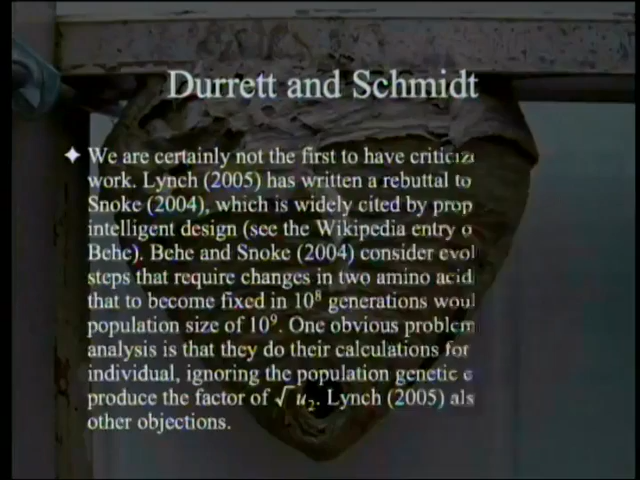 Durrett and Schmidt
✦ We are certainly not the first to have
work. Lynch (2005) has written a rebuttal to
Snoke (2004), which is widely cited by prop
intelligent design (see the Wikipedia entry o
Behe). Behe and Snoke (2004) consider evol
steps that require changes in two amino acid
that to become fixed in 10⁸ generations woul
population size of 10⁹. One obvious problem
analysis is that they do their calculations for
individual, ignoring the population genetic e
produce the factor of √u₂. Lynch (2005) als
other objections.